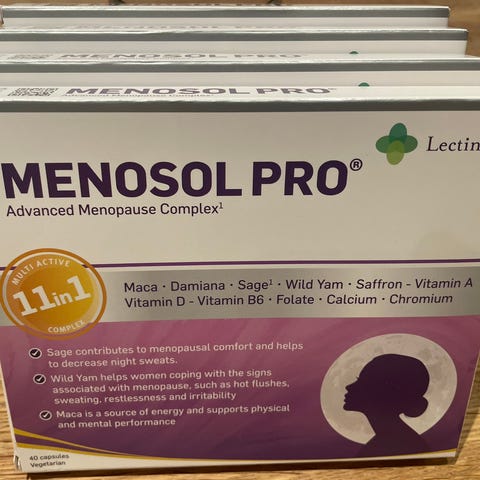 MENOSOL PRO®
Advanced Menopause Complex¹
MENOSOL PRO®
Advanced Menopause Complex¹
Lectin
MULTI ACTIVE
11in1
COMPLEX
Maca · Damiana · Sage¹ · Wild Yam · Saffron - Vitamin A
Vitamin D - Vitamin B6 · Folate · Calcium · Chromium
Sage contributes to menopausal comfort and helps
to decrease night sweats.
Wild Yam helps women coping with the signs
associated with menopause, such as hot flushes,
sweating, restlessness and irritability
Maca is a source of energy and supports physical
and mental performance
40 capsules
Vegetarian